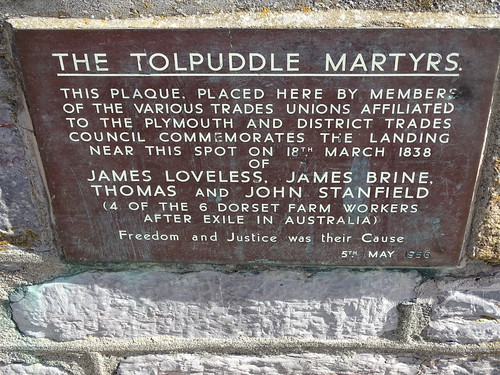 THE TOLPUDDLE MARTYRS.
THIS PLAQUE, PLACED HERE BY MEMBERS
OF THE VARIOUS TRADES UNIONS AFFILIATED
TO THE PLYMOUTH AND DISTRICT TRADES
COUNCIL COMMEMORATES THE LANDING
NEAR THIS SPOT ON 18TH MARCH 1838
OF
JAMES LOVELESS, JAMES BRINE,
THOMAS AND JOHN STANFIELD
(4 OF THE 6 DORSET FARM WORKERS
AFTER EXILE IN AUSTRALIA)
Freedom and Justice was their Cause
5TH MAY 1956